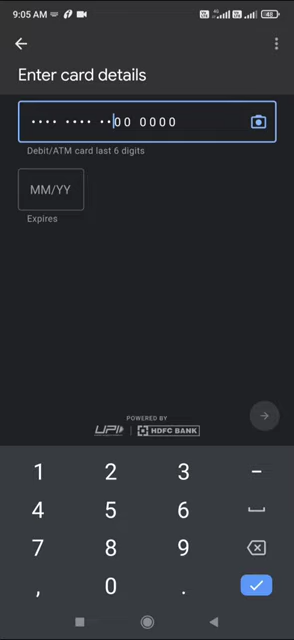 9:05 AM
48
Enter card details
•••• •••• ••00 0000
Debit/ATM card last 6 digits
MM/YY
Expires
POWERED BY
UPI | HDFC BANK
1 2 3 −
4 5 6
7 8 9
, 0 .